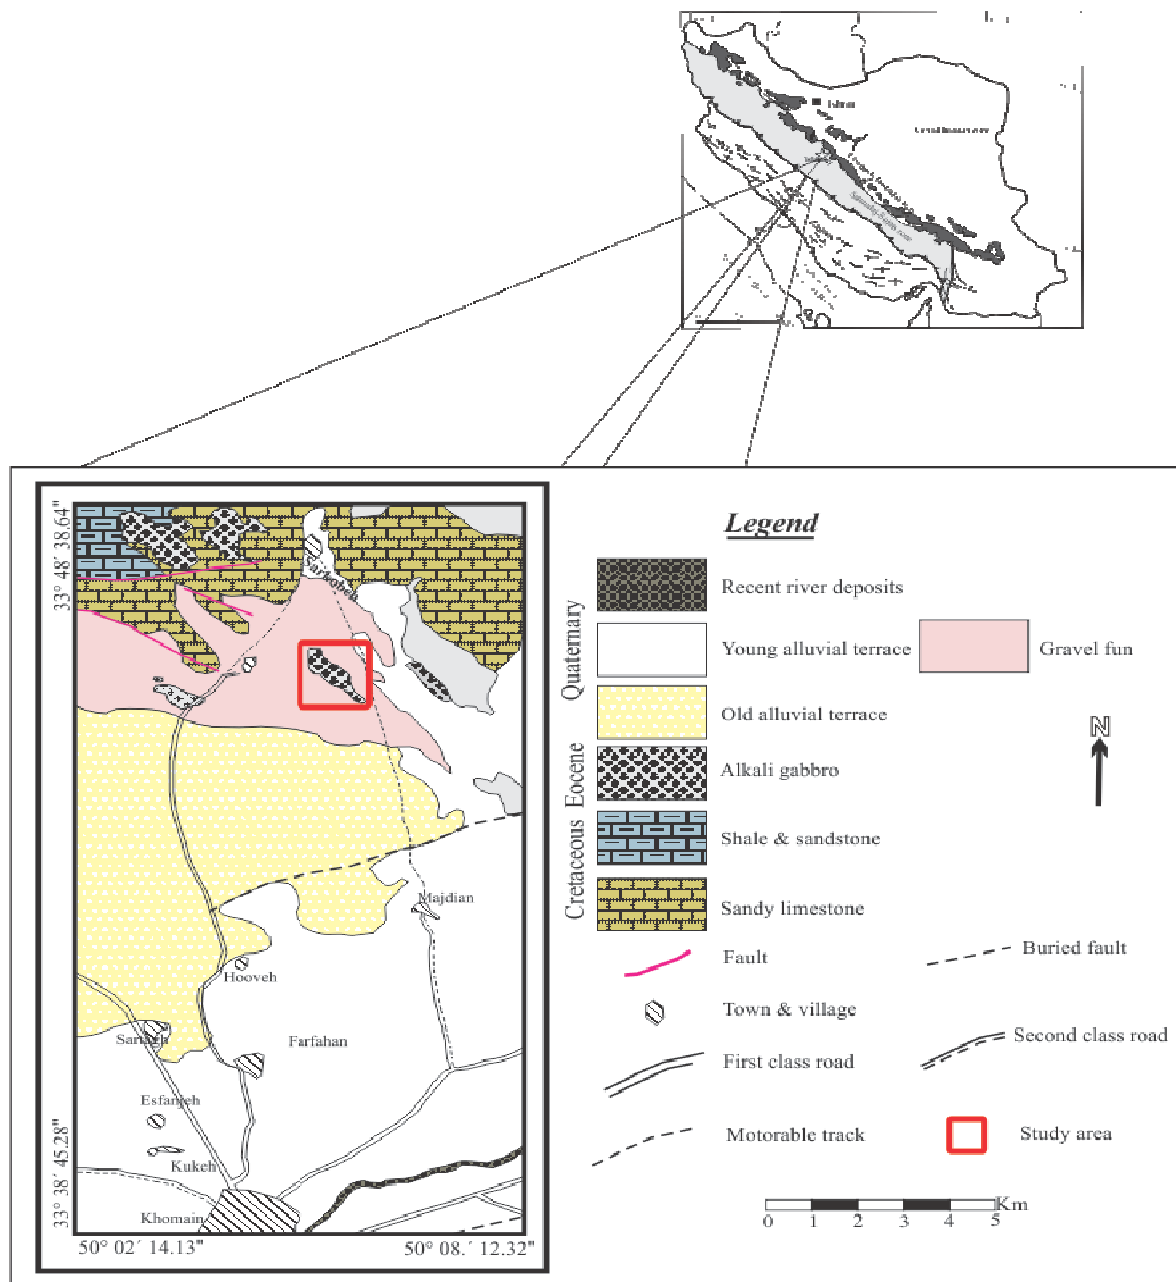 33° 48´ 38.64"
33° 38´ 45.28"
50° 02´ 14.13"
50° 08.´ 12.32"
Majdian
Hooveh
Sarlagh
Farfahan
Esfanjeh
Kukeh
Khomain
Legend
Quaternary
Eocene
Cretaceous
Recent river deposits
Young alluvial terrace
Gravel fun
Old alluvial terrace
N
Alkali gabbro
Shale & sandstone
Sandy limestone
Fault
Buried fault
Town & village
First class road
Second class road
Motorable track
Study area
0 1 2 3 4 5 Km